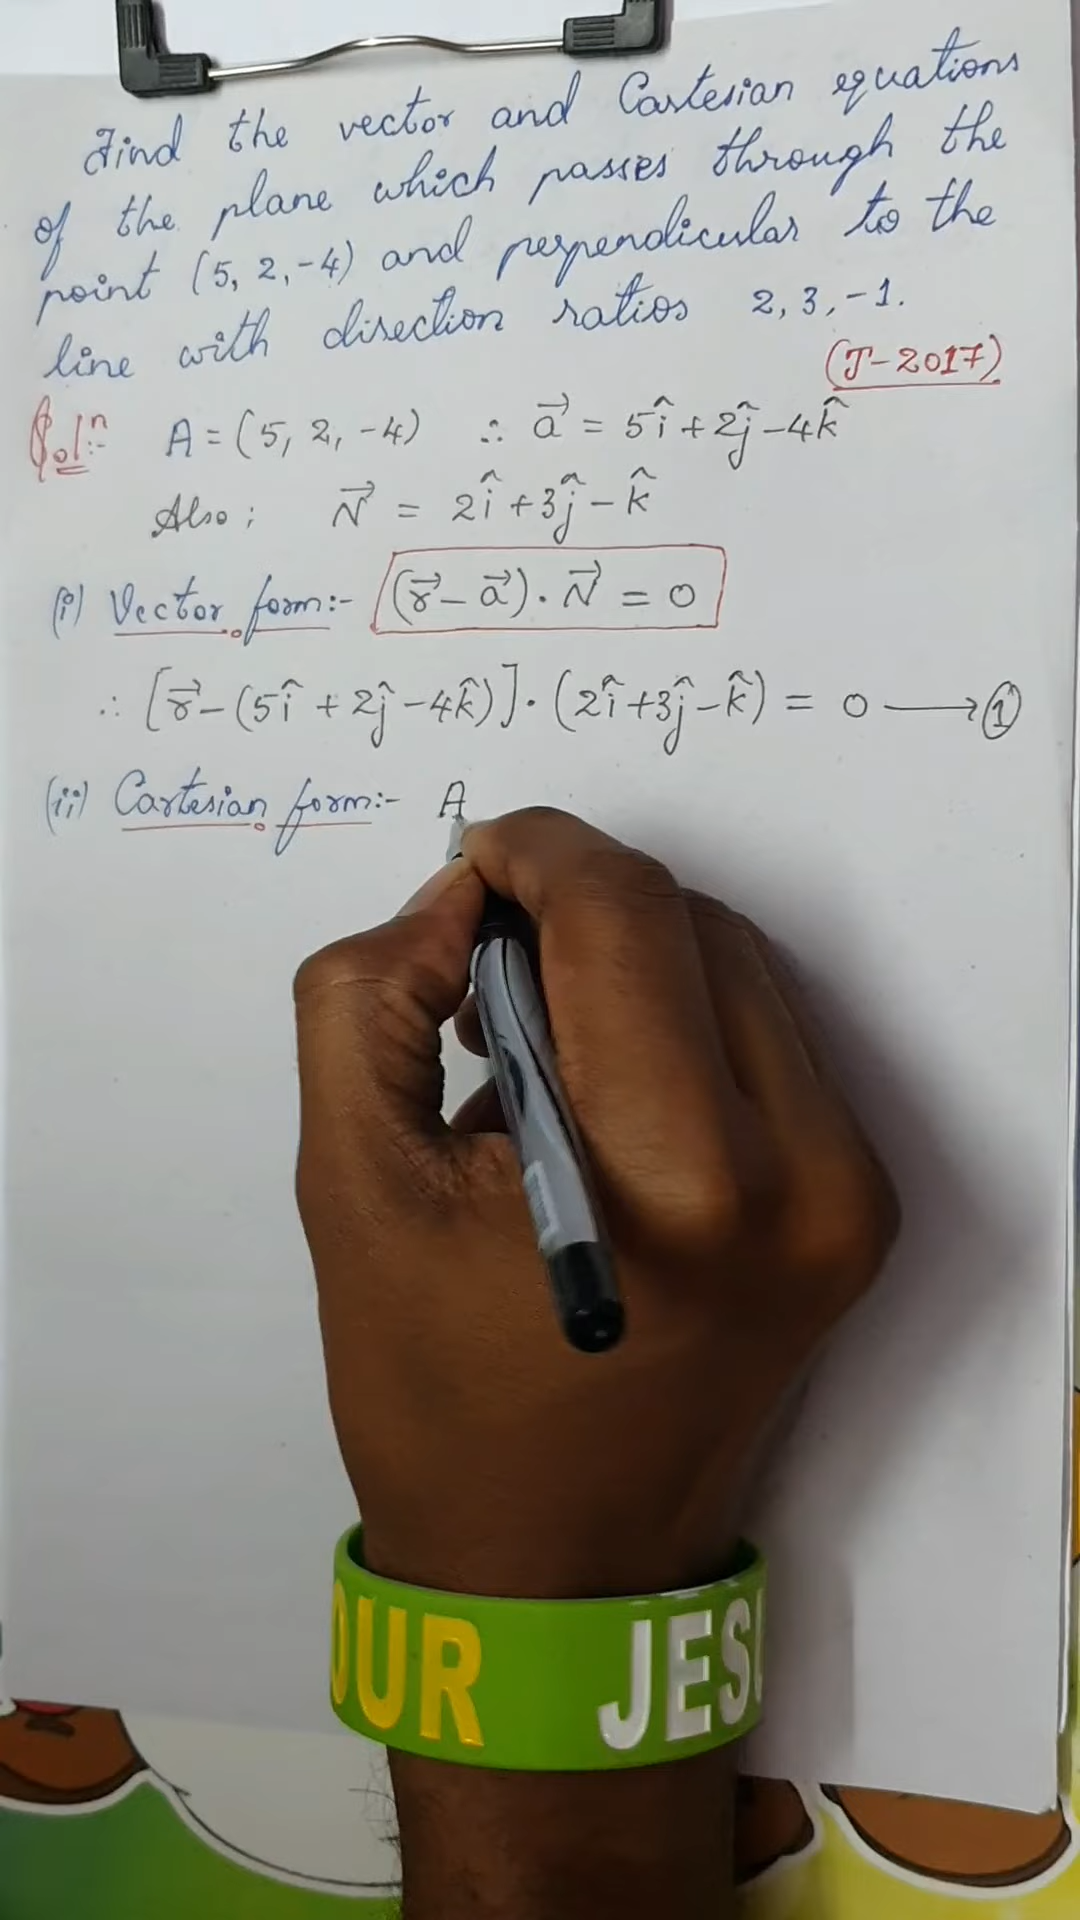 Find the vector and Cartesian equations
of the plane which passes through the
point (5, 2, -4) and perpendicular to the
line with direction ratios 2, 3, -1.
(J-2017)
Solⁿ:- A = (5, 2, -4) ∴ a⃗ = 5î + 2ĵ - 4k̂
Also; N⃗ = 2î + 3ĵ - k̂
(i) Vector form:- (r⃗ - a⃗) · N⃗ = 0
∴ [r⃗ - (5î + 2ĵ - 4k̂)] · (2î + 3ĵ - k̂) = 0 ⟶ ①
(ii) Cartesian form:- A
OUR JESU